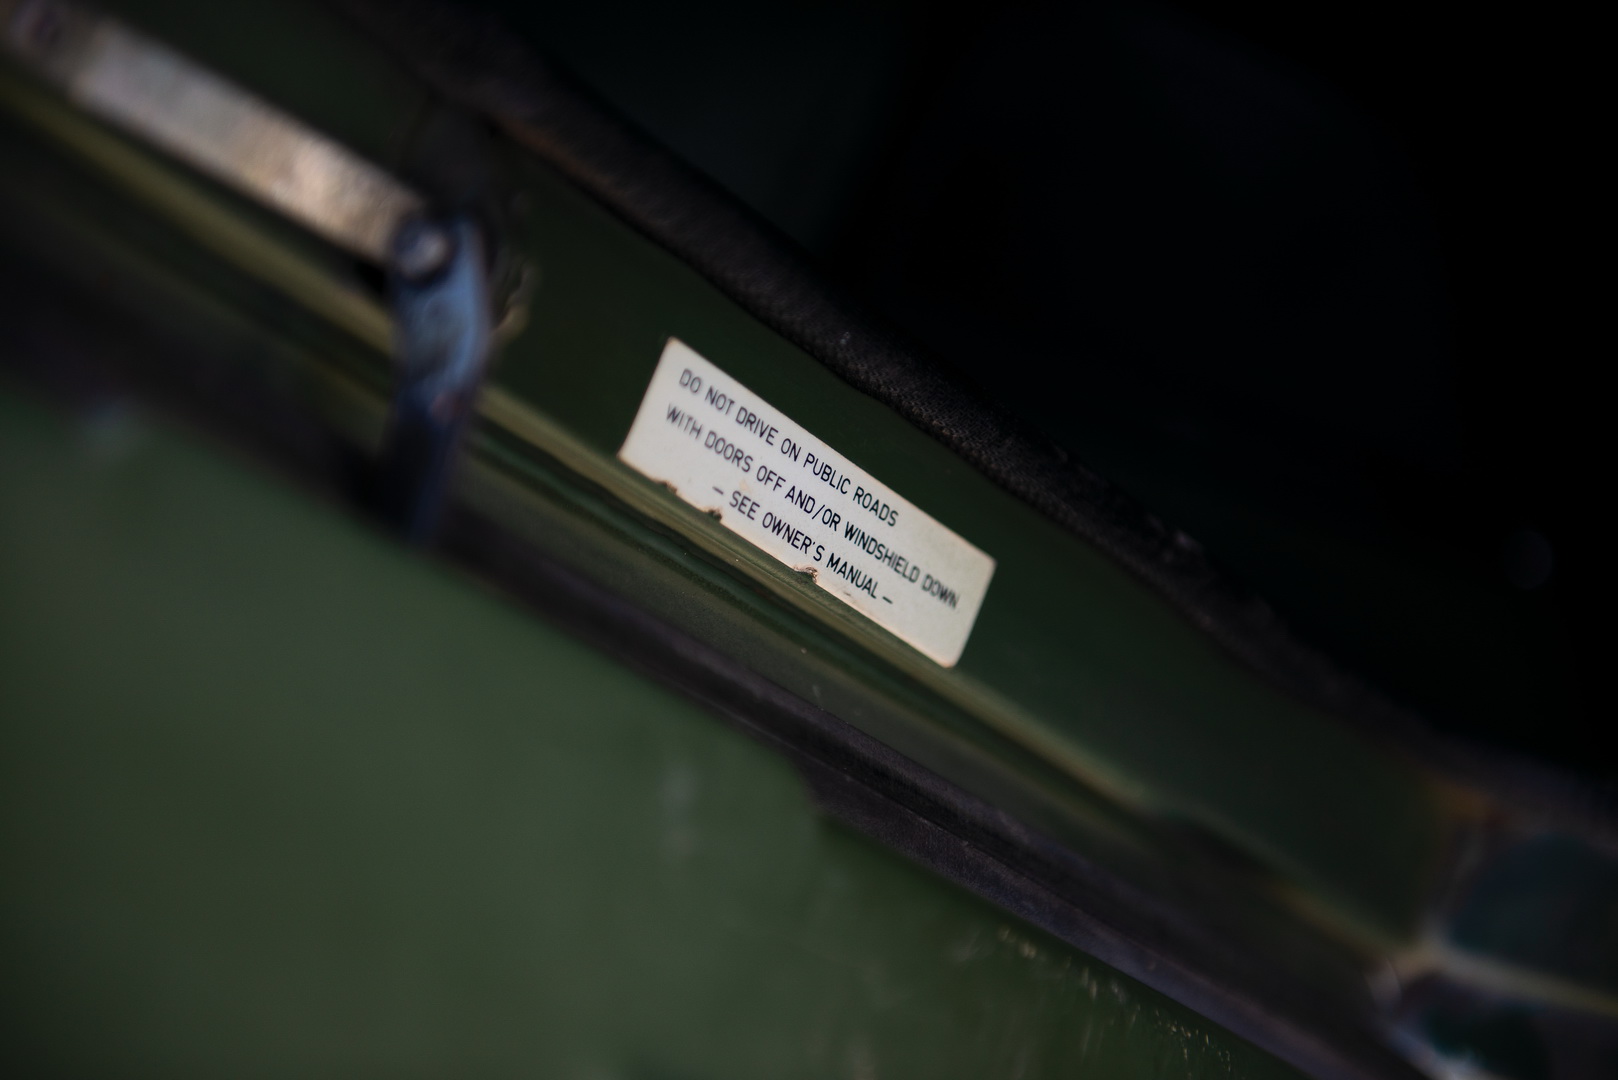 DO NOT DRIVE ON PUBLIC ROADS
WITH DOORS OFF AND/OR WINDSHIELD DOWN
– SEE OWNER'S MANUAL –